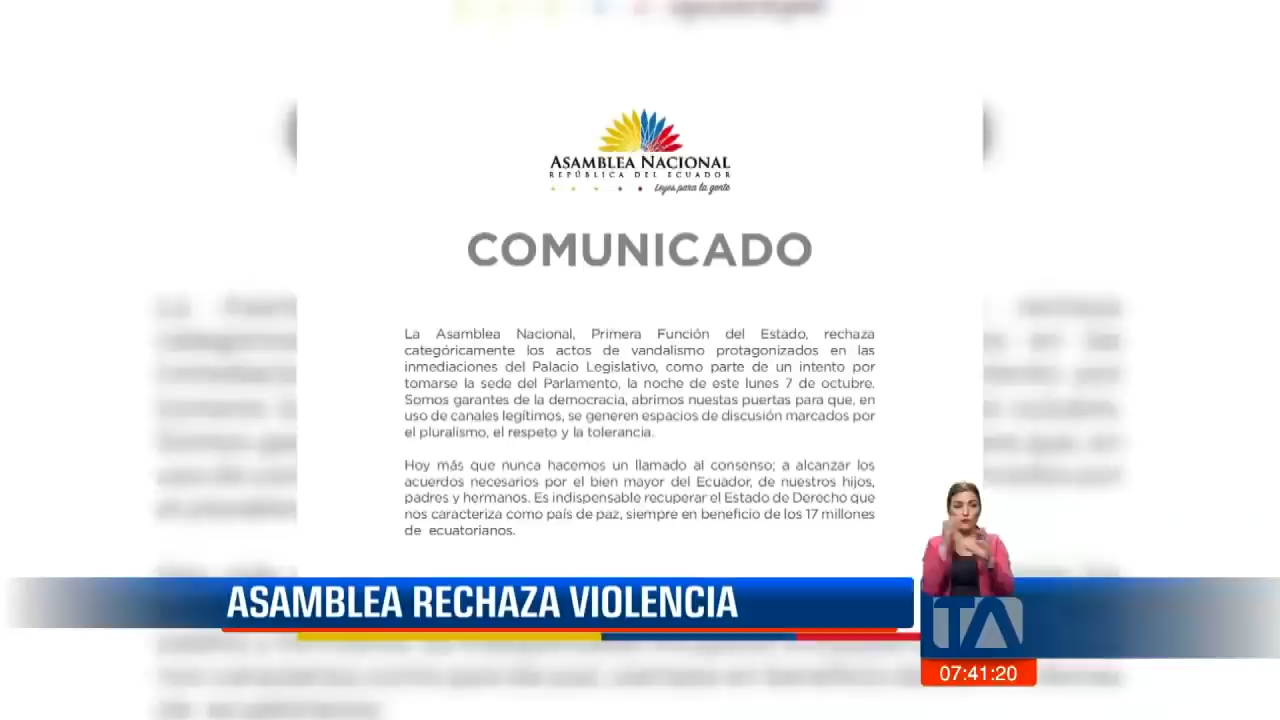 ASAMBLEA NACIONAL
REPÚBLICA DEL ECUADOR
Leyes para la gente
COMUNICADO
La Asamblea Nacional, Primera Función del Estado, rechaza
categóricamente los actos de vandalismo protagonizados en las
inmediaciones del Palacio Legislativo, como parte de un intento por
tomarse la sede del Parlamento, la noche de este lunes 7 de octubre.
Somos garantes de la democracia, abrimos nuestras puertas para que, en
uso de canales legítimos, se generen espacios de discusión marcados por
el pluralismo, el respeto y la tolerancia.
Hoy más que nunca hacemos un llamado al consenso; a alcanzar los
acuerdos necesarios por el bien mayor del Ecuador, de nuestros hijos,
padres y hermanos. Es indispensable recuperar el Estado de Derecho que
nos caracteriza como país de paz, siempre en beneficio de los 17 millones
de ecuatorianos.
ASAMBLEA RECHAZA VIOLENCIA
TA
07:41:20